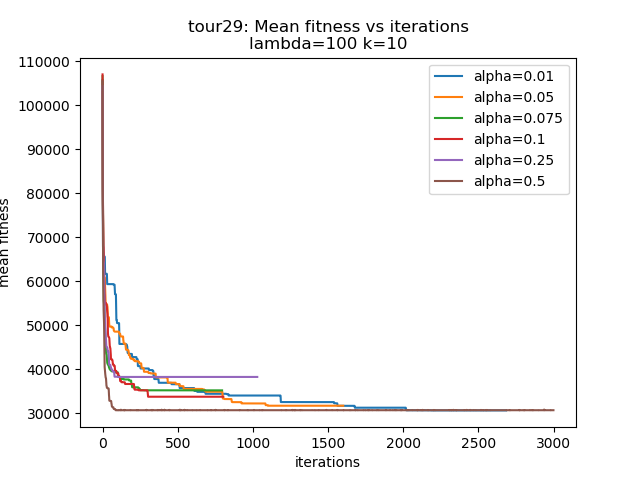 tour29: Mean fitness vs iterations
lambda=100 k=10
110000
100000
90000
80000
70000
60000
50000
40000
30000
mean fitness
alpha=0.01
alpha=0.05
alpha=0.075
alpha=0.1
alpha=0.25
alpha=0.5
0
500
1000
1500
2000
2500
3000
iterations